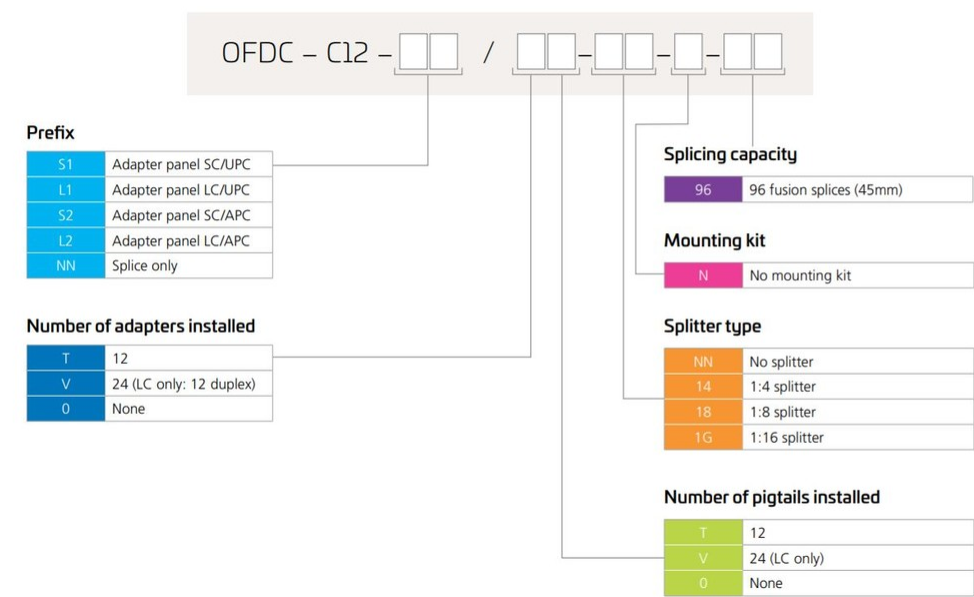 OFDC – C12 – / - - -
Prefix
S1 Adapter panel SC/UPC
L1 Adapter panel LC/UPC
S2 Adapter panel SC/APC
L2 Adapter panel LC/APC
NN Splice only
Number of adapters installed
T 12
V 24 (LC only: 12 duplex)
0 None
Splicing capacity
96 96 fusion splices (45mm)
Mounting kit
N No mounting kit
Splitter type
NN No splitter
14 1:4 splitter
18 1:8 splitter
1G 1:16 splitter
Number of pigtails installed
T 12
V 24 (LC only)
0 None